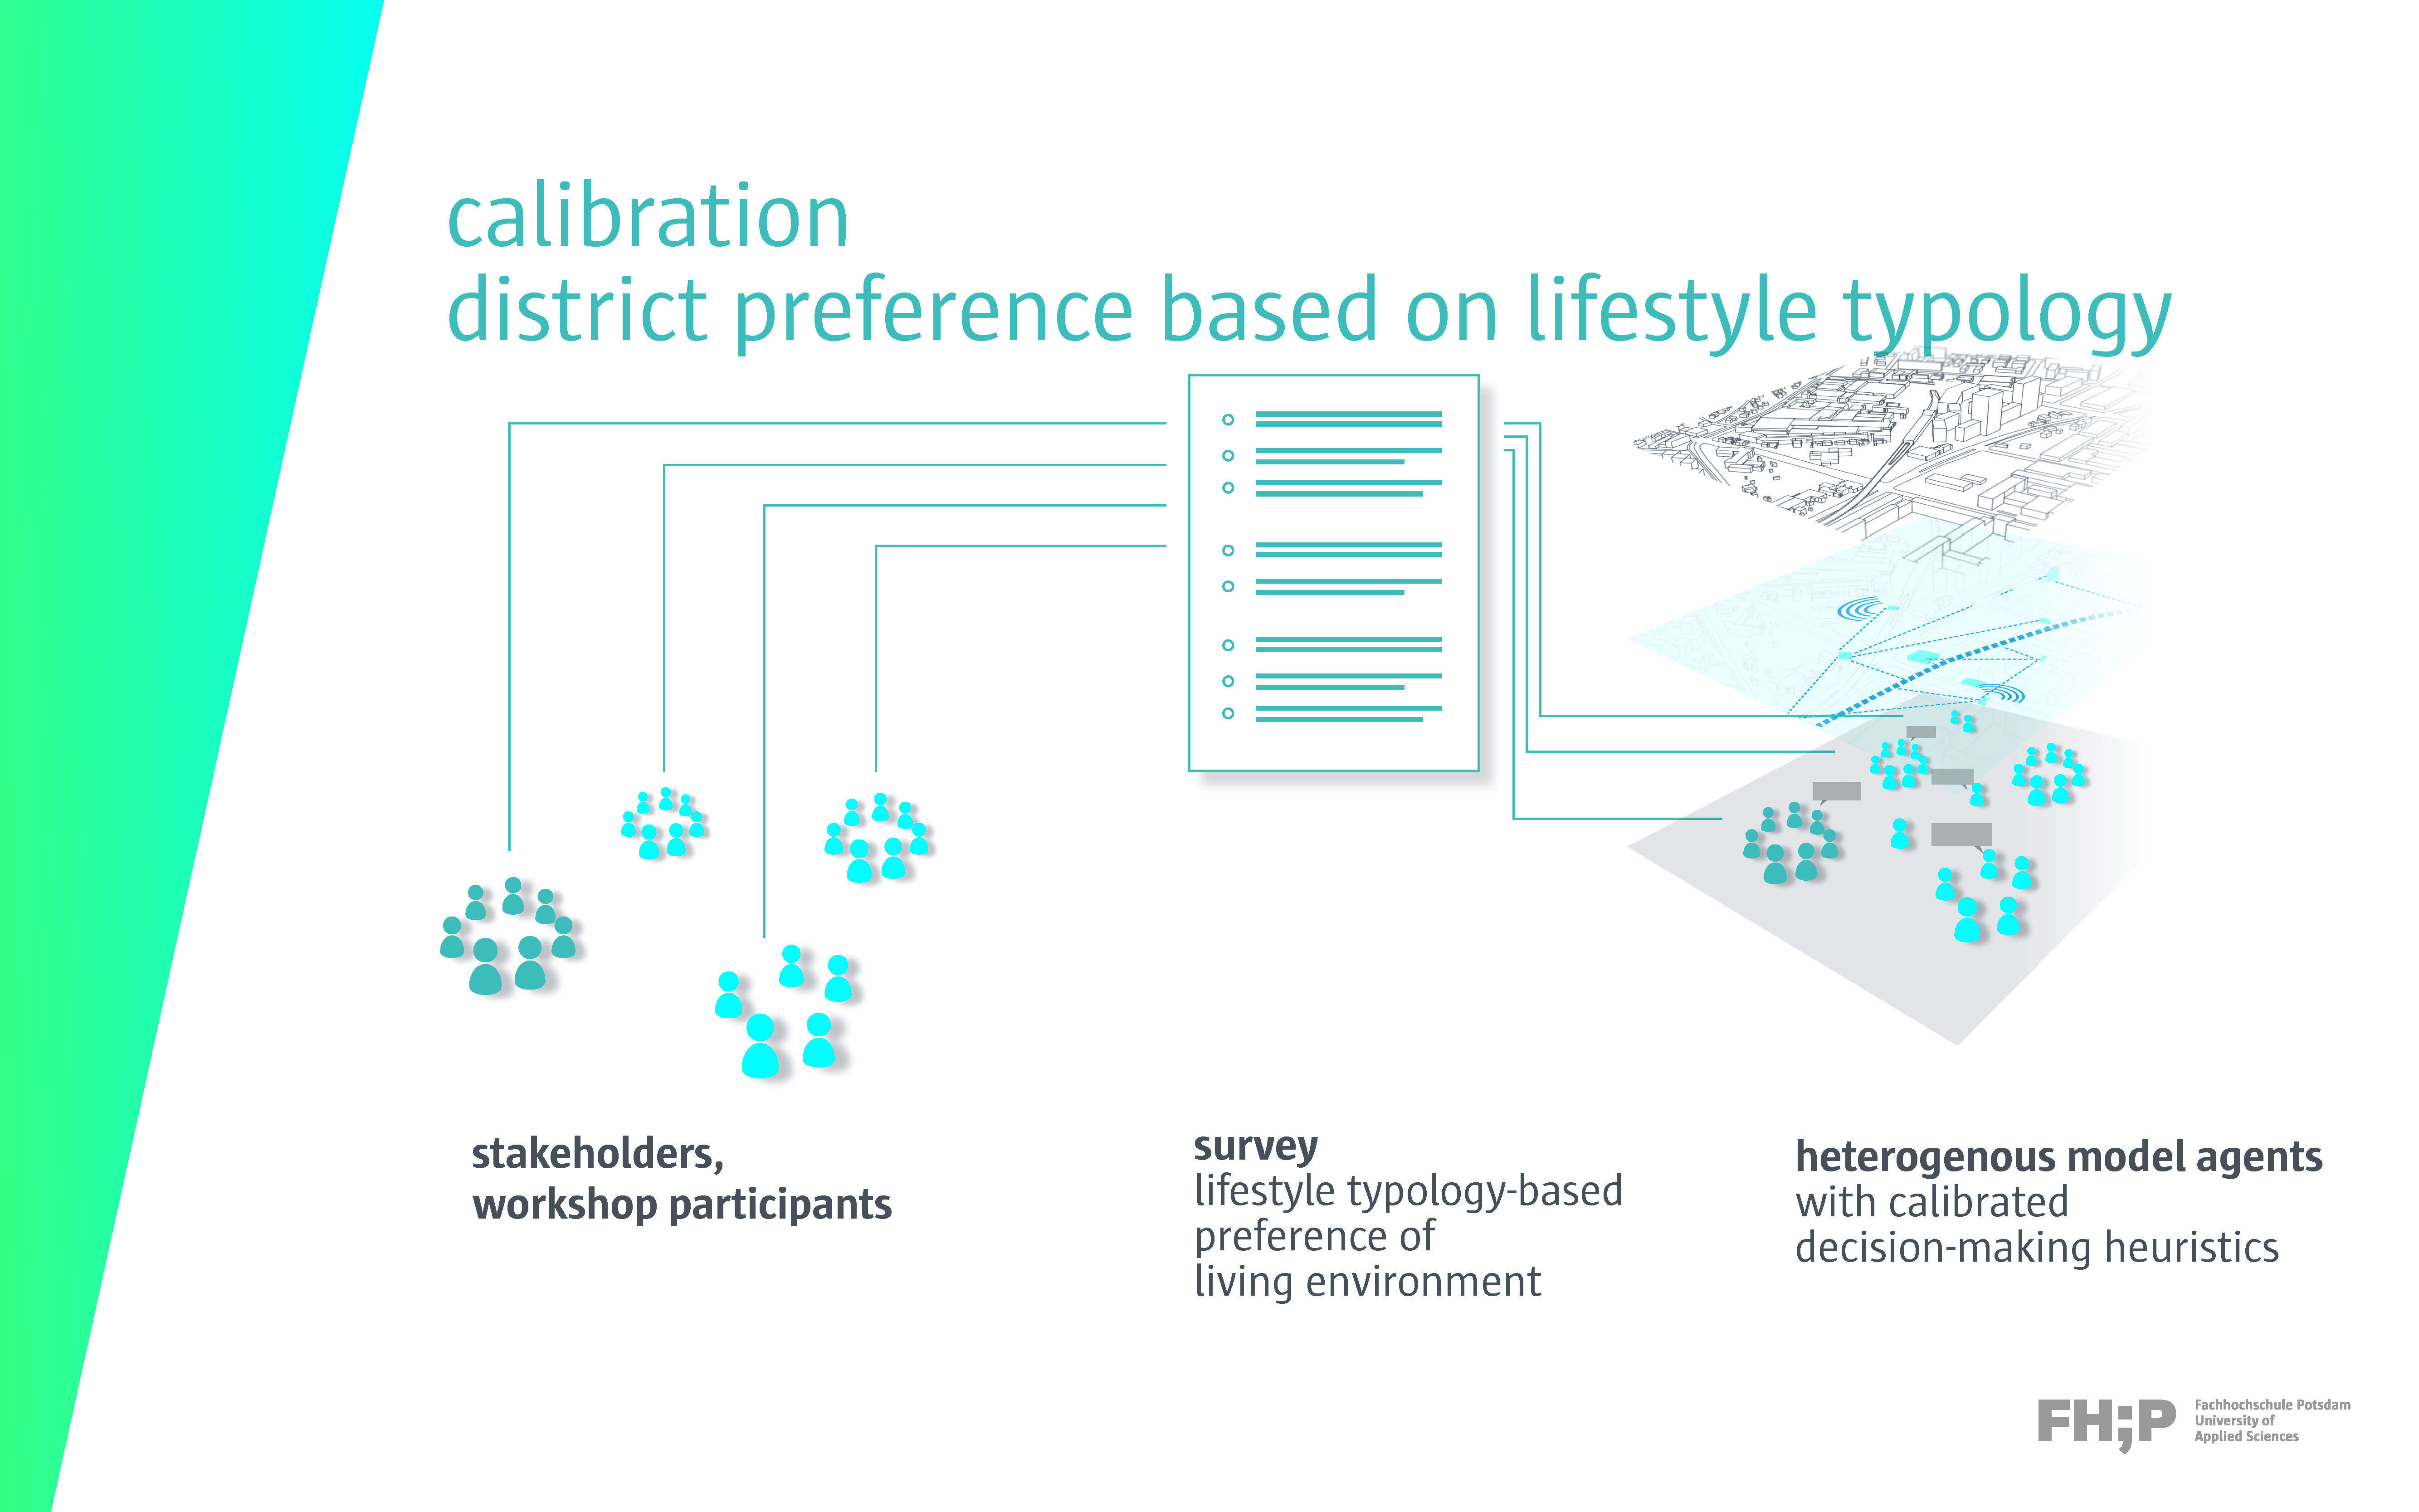 calibration
district preference based on lifestyle typology
stakeholders,
workshop participants
survey
lifestyle typology-based
preference of
living environment
heterogenous model agents
with calibrated
decision-making heuristics
FH;P
Fachhochschule Potsdam
University of
Applied Sciences